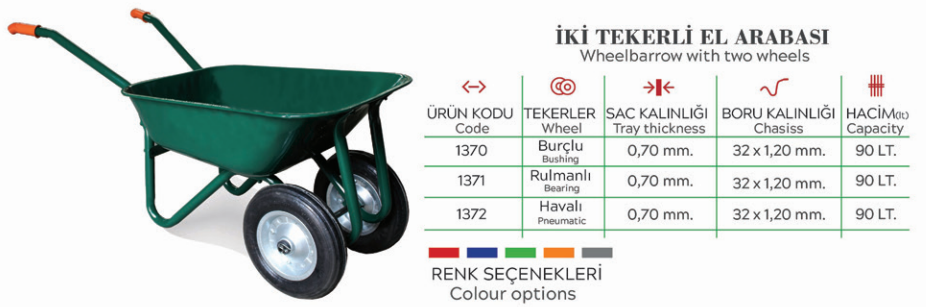 İKİ TEKERLİ EL ARABASI
Wheelbarrow with two wheels
ÜRÜN KODU TEKERLER SAC KALINLIĞI BORU KALINLIĞI HACİM(lt)
Code Wheel Tray thickness Chasiss Capacity
1370 Burçlu 0,70 mm. 32 x 1,20 mm. 90 LT.
Bushing
1371 Rulmanlı 0,70 mm. 32 x 1,20 mm. 90 LT.
Bearing
1372 Havalı 0,70 mm. 32 x 1,20 mm. 90 LT.
Pneumatic
RENK SEÇENEKLERİ
Colour options